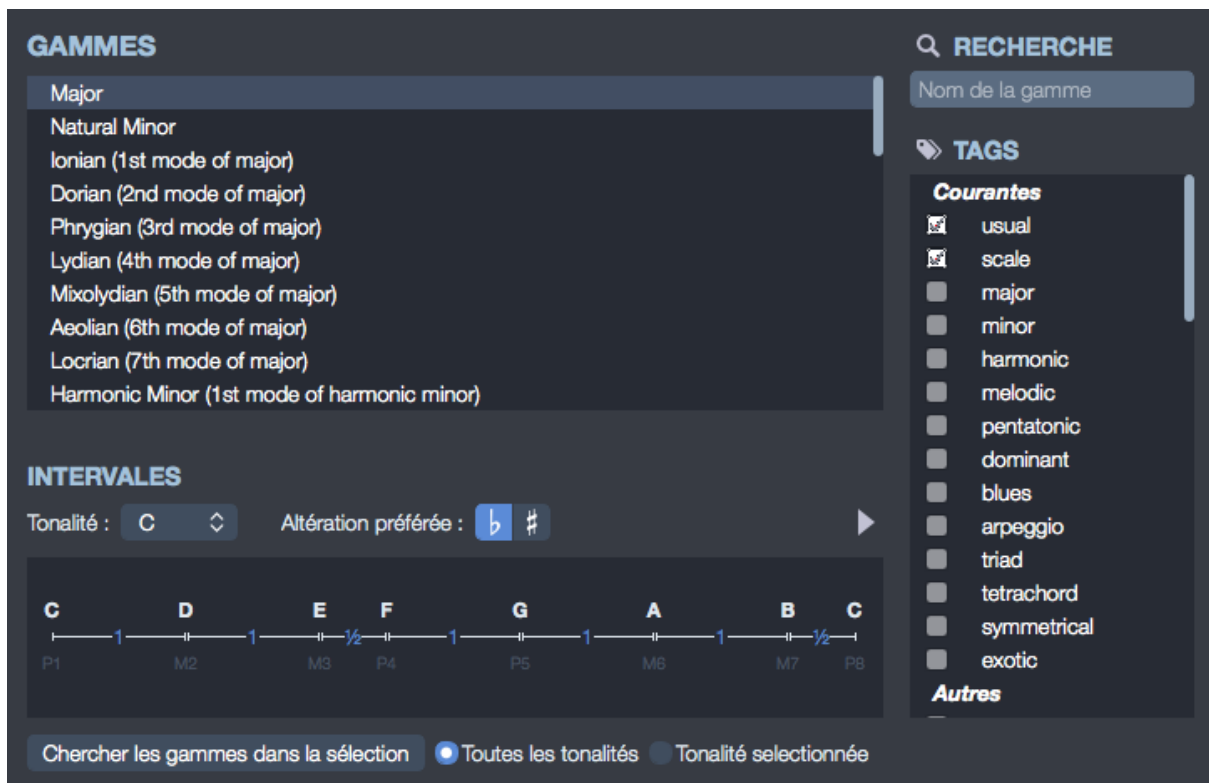 GAMMES
Major
Natural Minor
Ionian (1st mode of major)
Dorian (2nd mode of major)
Phrygian (3rd mode of major)
Lydian (4th mode of major)
Mixolydian (5th mode of major)
Aeolian (6th mode of major)
Locrian (7th mode of major)
Harmonic Minor (1st mode of harmonic minor)
INTERVALES
Tonalité : C Altération préférée : ♭ ♯
C D E F G A B C
1 1 ½ 1 1 1 ½
P1 M2 M3 P4 P5 M6 M7 P8
Chercher les gammes dans la sélection Toutes les tonalités Tonalité selectionnée
RECHERCHE
Nom de la gamme
TAGS
Courantes
usual
scale
major
minor
harmonic
melodic
pentatonic
dominant
blues
arpeggio
triad
tetrachord
symmetrical
exotic
Autres